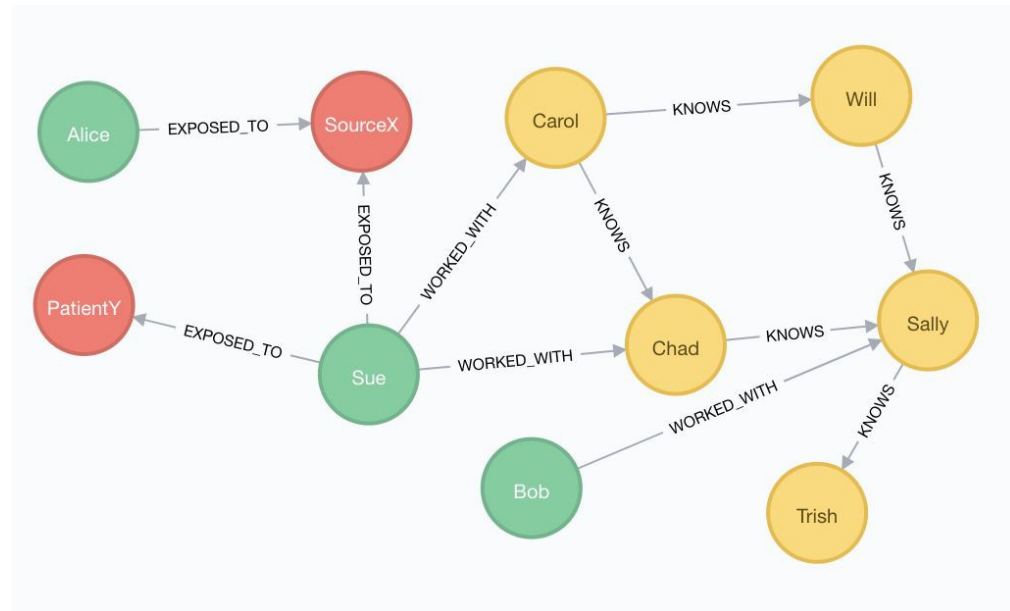 Alice
EXPOSED_TO
SourceX
Carol
KNOWS
Will
EXPOSED_TO
WORKED_WITH
KNOWS
KNOWS
PatientY
EXPOSED_TO
Sue
WORKED_WITH
Chad
KNOWS
Sally
WORKED_WITH
KNOWS
Bob
Trish